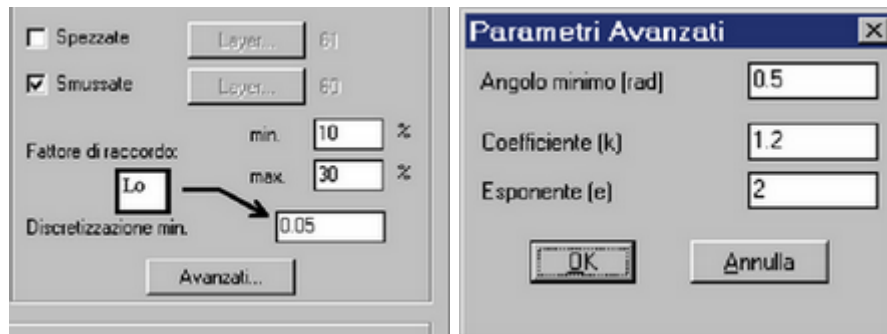 Spezzate Layer... 61
Smussate Layer... 60
Fattore di raccordo: min. 10 %
max. 30 %
Lo
Discretizzazione min. 0.05
Avanzati...
Parametri Avanzati
Angolo minimo (rad) 0.5
Coefficiente (k) 1.2
Esponente (e) 2
OK Annulla